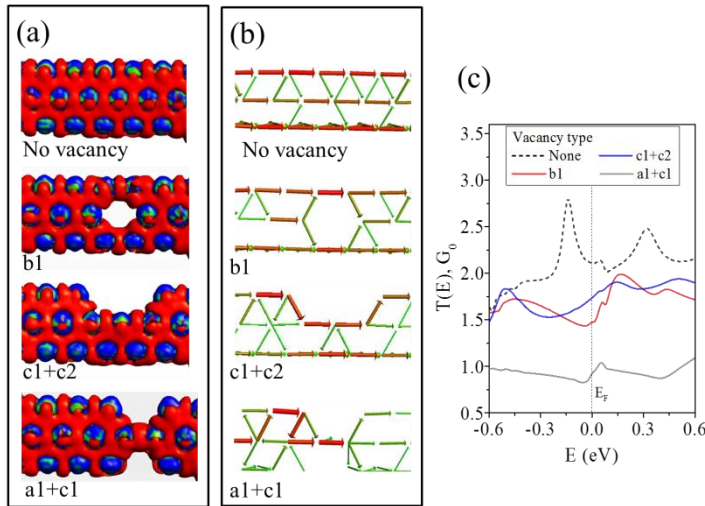 (a)
No vacancy
b1
c1+c2
a1+c1
(b)
No vacancy
b1
c1+c2
a1+c1
(c)
Vacancy type
None
c1+c2
b1
a1+c1
T(E), G₀
3.5
3.0
2.5
2.0
1.5
1.0
0.5
E_F
-0.6 -0.3 0.0 0.3 0.6
E (eV)